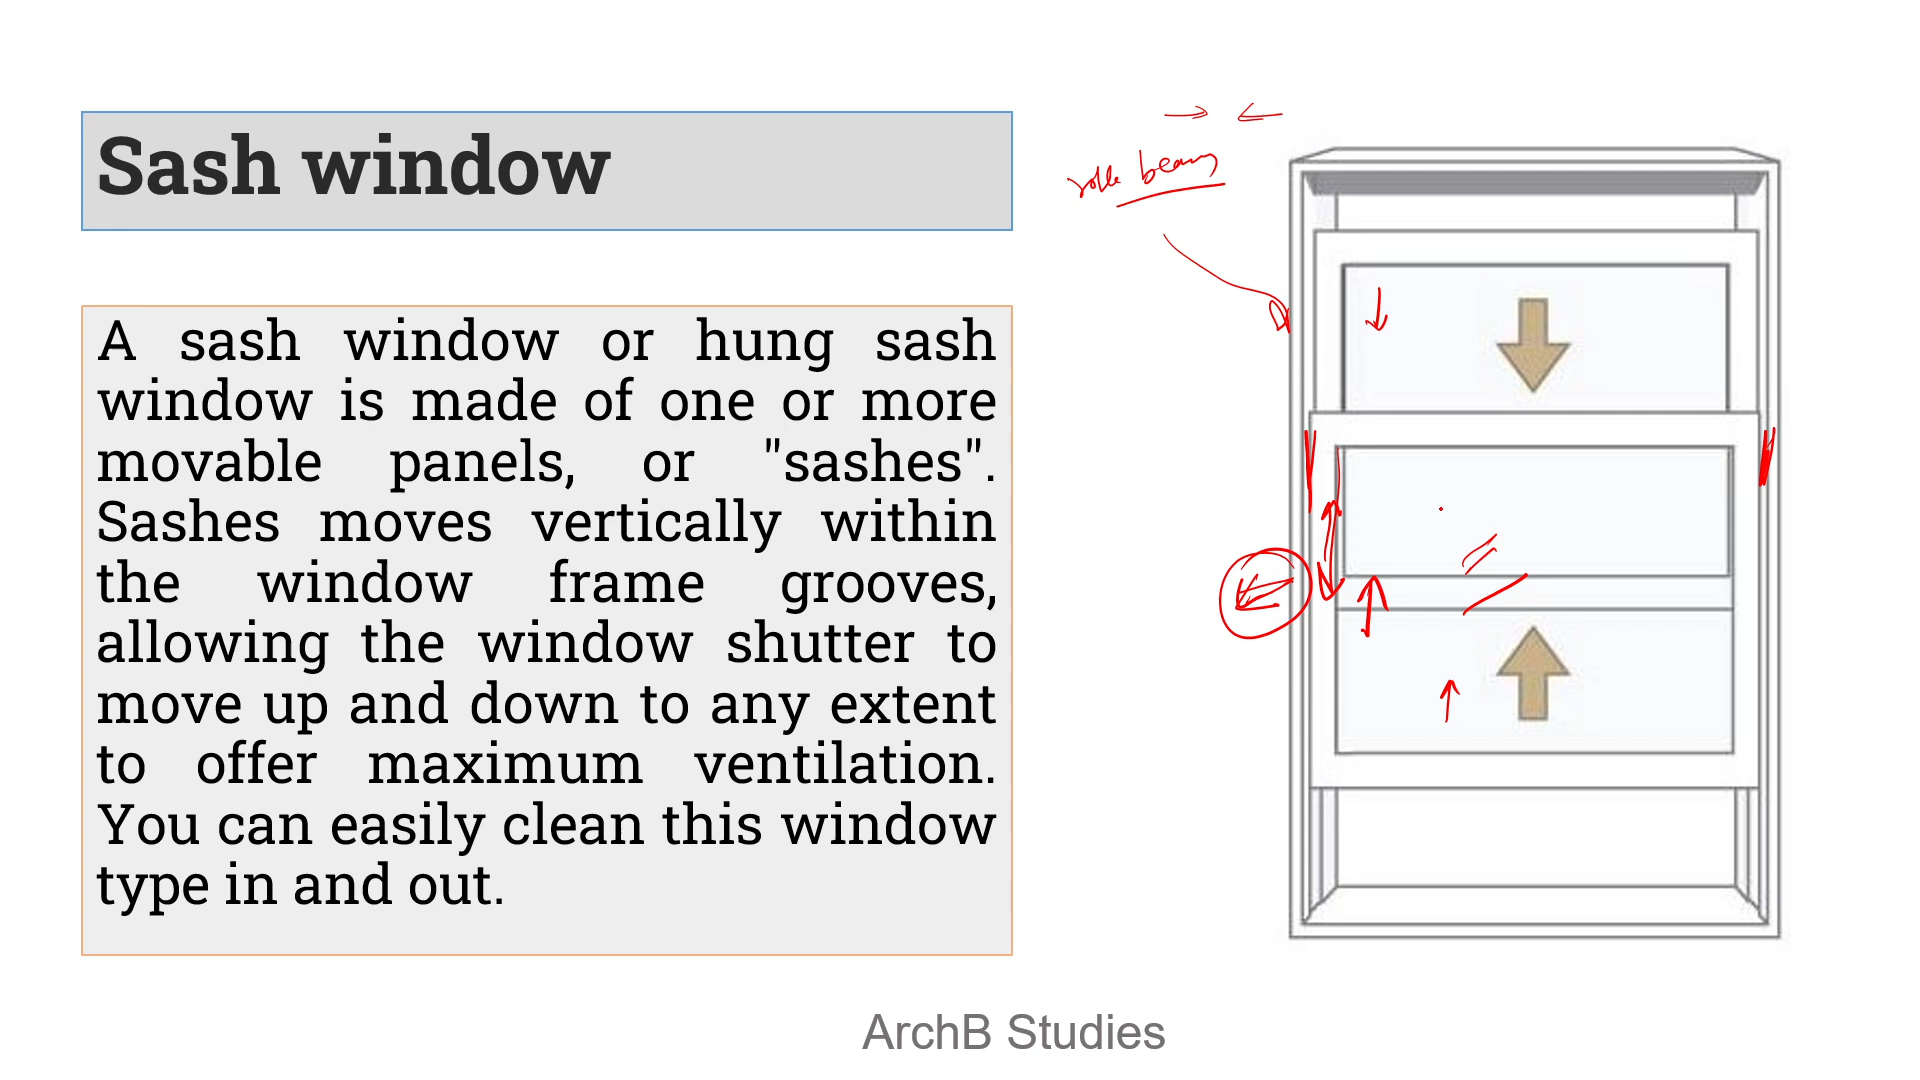 Sash window
A sash window or hung sash
window is made of one or more
movable panels, or "sashes".
Sashes moves vertically within
the window frame grooves,
allowing the window shutter to
move up and down to any extent
to offer maximum ventilation.
You can easily clean this window
type in and out.
ArchB Studies